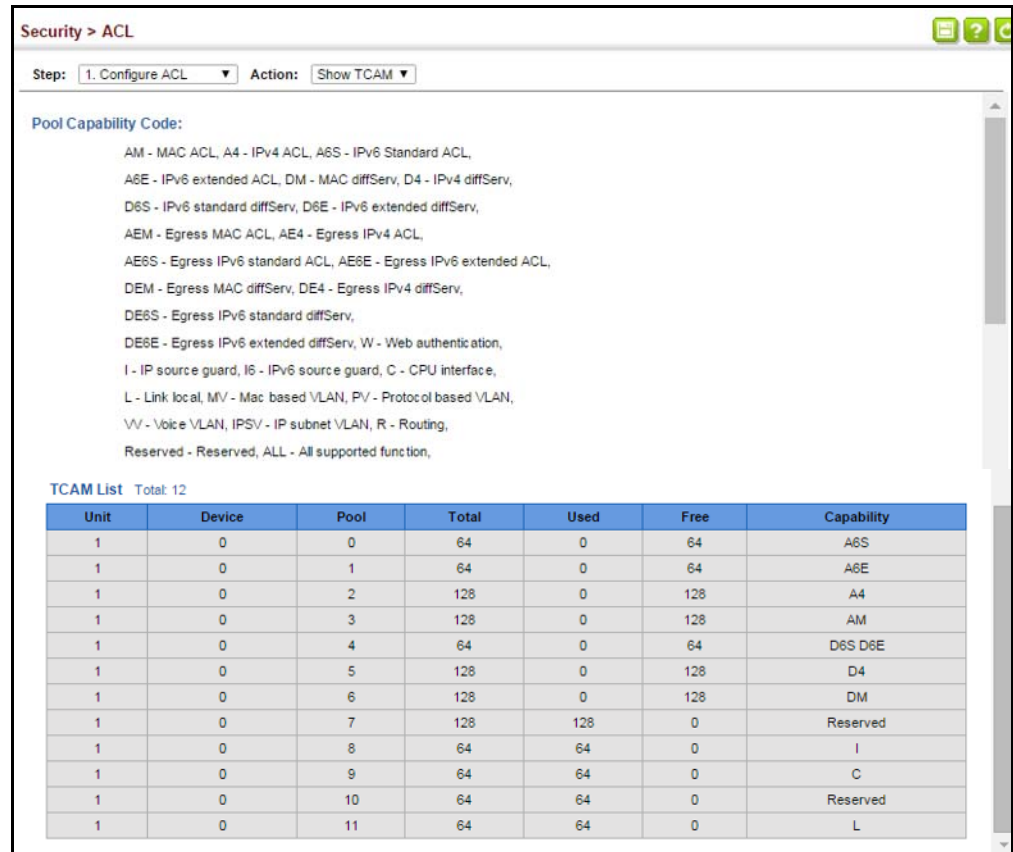 Security > ACL
?
Step: 1. Configure ACL Action: Show TCAM
Pool Capability Code:
AM - MAC ACL, A4 - IPv4 ACL, A6S - IPv6 Standard ACL,
A6E - IPv6 extended ACL, DM - MAC diffServ, D4 - IPv4 diffServ,
D6S - IPv6 standard diffServ, D6E - IPv6 extended diffServ,
AEM - Egress MAC ACL, AE4 - Egress IPv4 ACL,
AE6S - Egress IPv6 standard ACL, AE6E - Egress IPv6 extended ACL,
DEM - Egress MAC diffServ, DE4 - Egress IPv4 diffServ,
DE6S - Egress IPv6 standard diffServ,
DE6E - Egress IPv6 extended diffServ, W - Web authentication,
I - IP source guard, I6 - IPv6 source guard, C - CPU interface,
L - Link local, MV - Mac based VLAN, PV - Protocol based VLAN,
VV - Voice VLAN, IPSV - IP subnet VLAN, R - Routing,
Reserved - Reserved, ALL - All supported function,
TCAM List Total: 12
Unit Device Pool Total Used Free Capability
1 0 0 64 0 64 A6S
1 0 1 64 0 64 A6E
1 0 2 128 0 128 A4
1 0 3 128 0 128 AM
1 0 4 64 0 64 D6S D6E
1 0 5 128 0 128 D4
1 0 6 128 0 128 DM
1 0 7 128 128 0 Reserved
1 0 8 64 64 0 I
1 0 9 64 64 0 C
1 0 10 64 64 0 Reserved
1 0 11 64 64 0 L